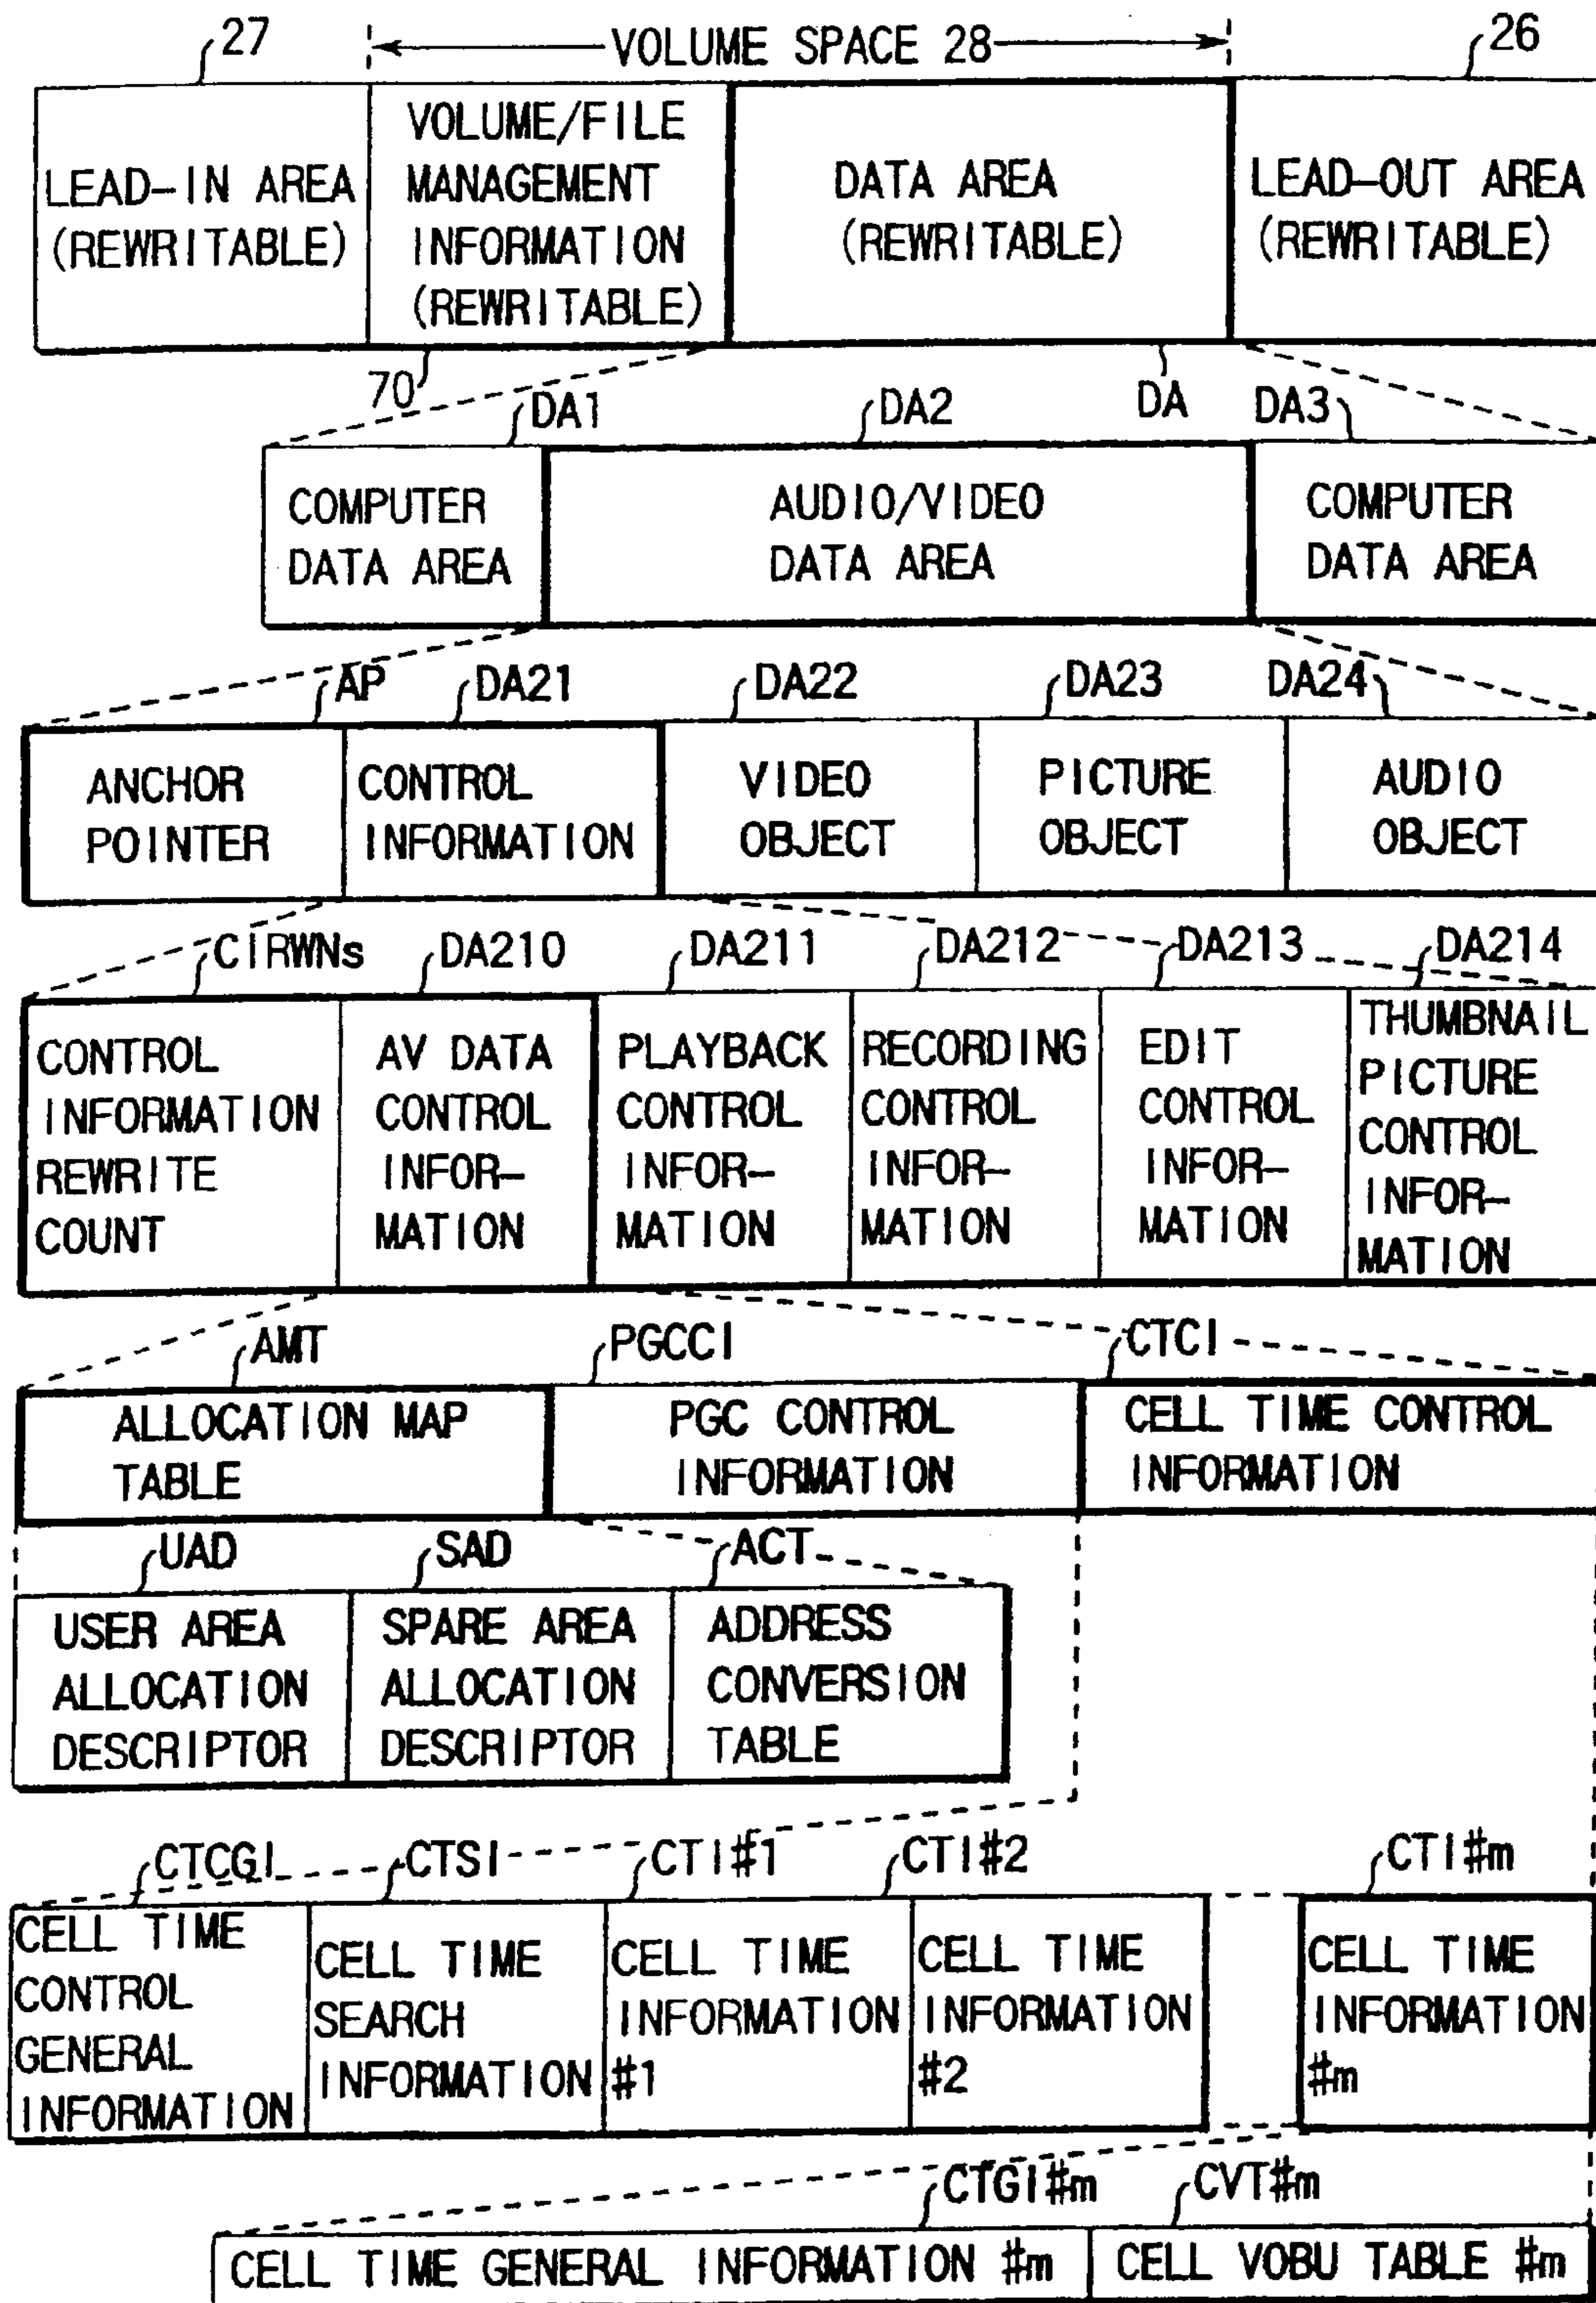 27
VOLUME SPACE 28
26
LEAD-IN AREA
(REWRITABLE)
VOLUME/FILE
MANAGEMENT
INFORMATION
(REWRITABLE)
DATA AREA
(REWRITABLE)
LEAD-OUT AREA
(REWRITABLE)
70
DA
DA1
DA2
DA3
COMPUTER
DATA AREA
AUDIO/VIDEO
DATA AREA
COMPUTER
DATA AREA
AP
DA21
DA22
DA23
DA24
ANCHOR
POINTER
CONTROL
INFORMATION
VIDEO
OBJECT
PICTURE
OBJECT
AUDIO
OBJECT
CIRWNs
DA210
DA211
DA212
DA213
DA214
CONTROL
INFORMATION
REWRITE
COUNT
AV DATA
CONTROL
INFOR-
MATION
PLAYBACK
CONTROL
INFOR-
MATION
RECORDING
CONTROL
INFOR-
MATION
EDIT
CONTROL
INFOR-
MATION
THUMBNAIL
PICTURE
CONTROL
INFOR-
MATION
AMT
PGCCI
CTCI
ALLOCATION MAP
TABLE
PGC CONTROL
INFORMATION
CELL TIME CONTROL
INFORMATION
UAD
SAD
ACT
USER AREA
ALLOCATION
DESCRIPTOR
SPARE AREA
ALLOCATION
DESCRIPTOR
ADDRESS
CONVERSION
TABLE
CTCGI
CTSI
CTI#1
CTI#2
CTI#m
CELL TIME
CONTROL
GENERAL
INFORMATION
CELL TIME
SEARCH
INFORMATION
CELL TIME
INFORMATION
#1
CELL TIME
INFORMATION
#2
CELL TIME
INFORMATION
#m
CTGI#m
CVT#m
CELL TIME GENERAL INFORMATION #m
CELL VOBU TABLE #m